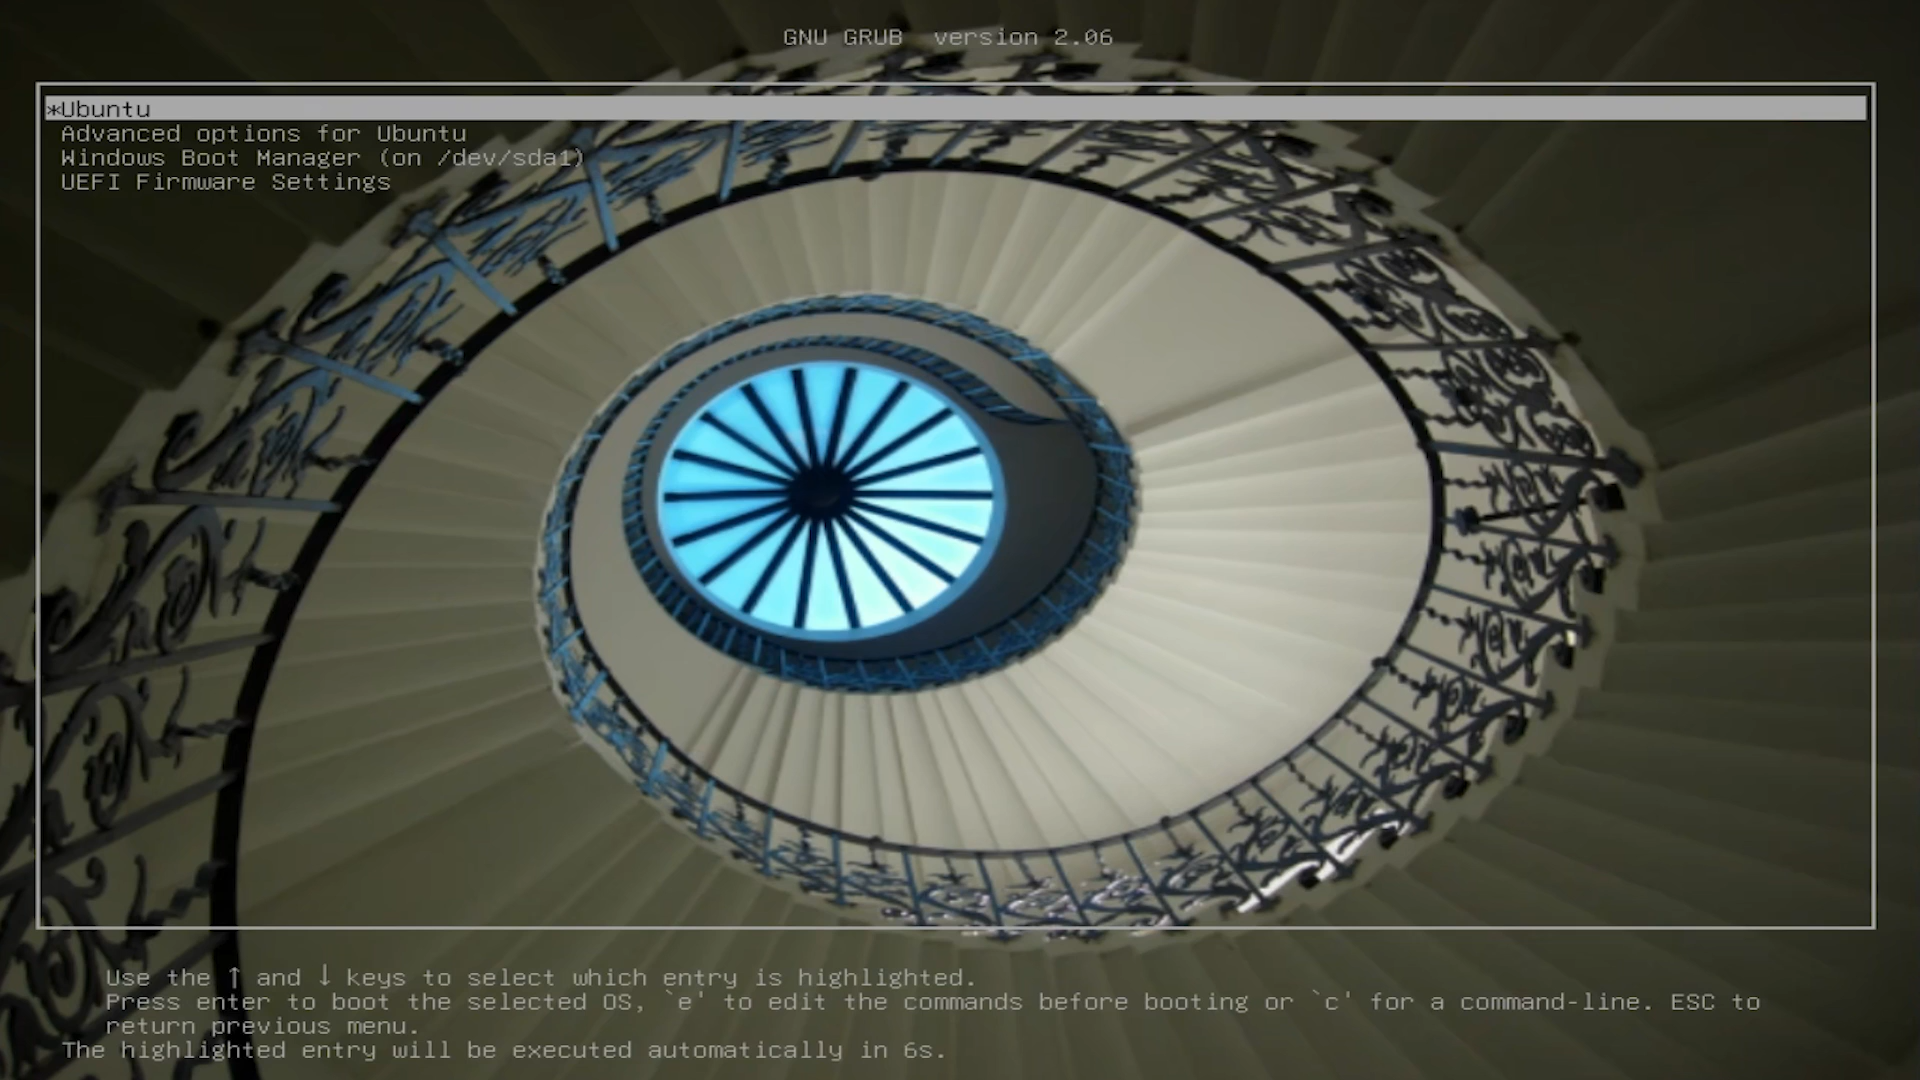 GNU GRUB  version 2.06
*Ubuntu
Advanced options for Ubuntu
Windows Boot Manager (on /dev/sda1)
UEFI Firmware Settings
Use the ↑ and ↓ keys to select which entry is highlighted.
Press enter to boot the selected OS, `e' to edit the commands before booting or `c' for a command-line. ESC to
return previous menu.
The highlighted entry will be executed automatically in 6s.